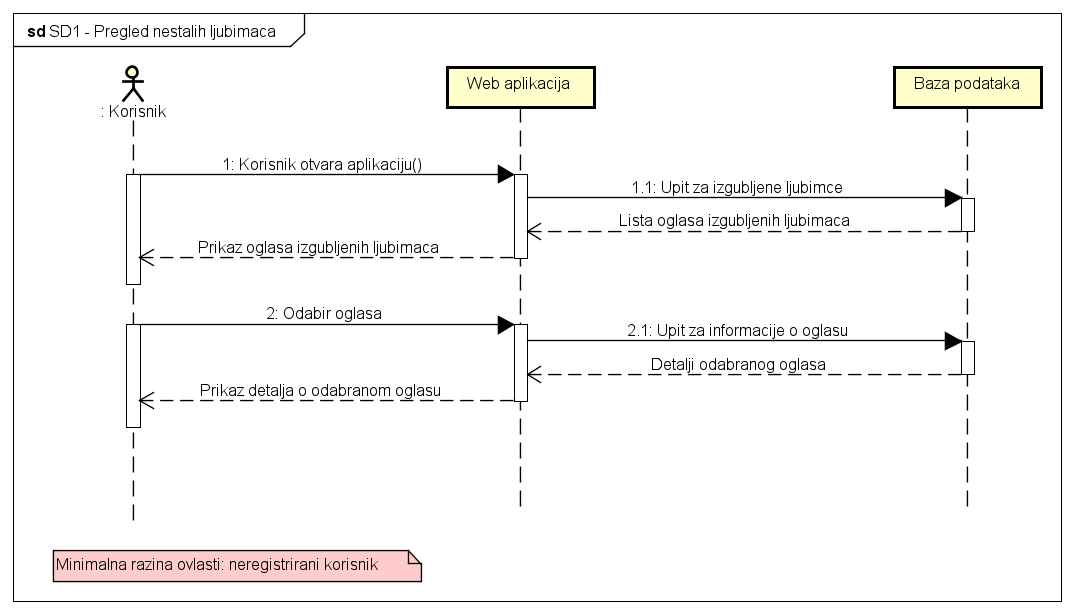 sd SD1 - Pregled nestalih ljubimaca
: Korisnik
Web aplikacija
Baza podataka
1: Korisnik otvara aplikaciju()
1.1: Upit za izgubljene ljubimce
Lista oglasa izgubljenih ljubimaca
Prikaz oglasa izgubljenih ljubimaca
2: Odabir oglasa
2.1: Upit za informacije o oglasu
Detalji odabranog oglasa
Prikaz detalja o odabranom oglasu
Minimalna razina ovlasti: neregistrirani korisnik